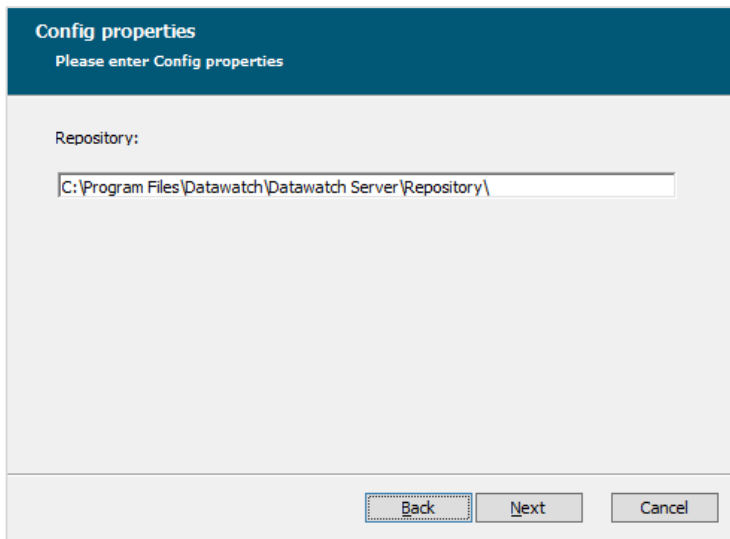 Config properties
Please enter Config properties
Repository:
C:\Program Files\Datawatch\Datawatch Server\Repository\
Back Next Cancel